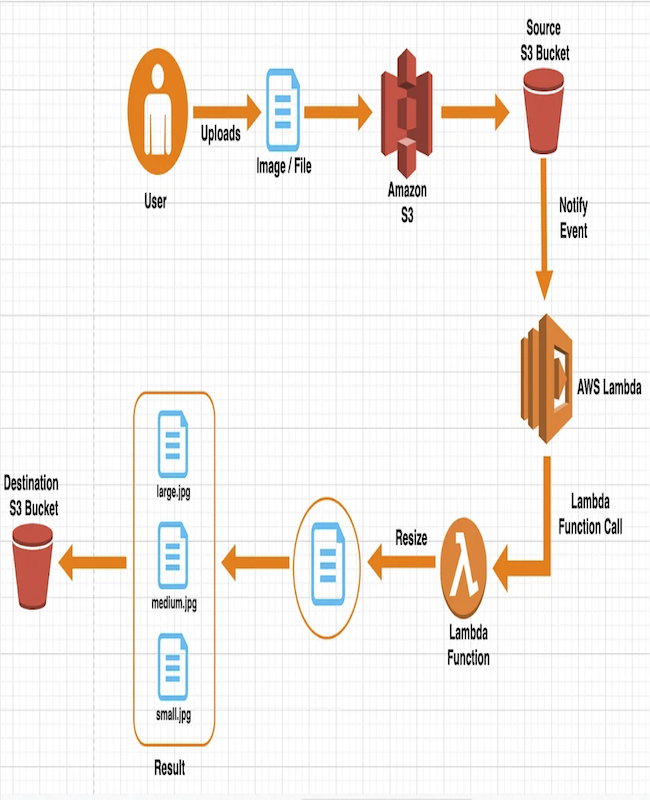 Source
S3 Bucket
Uploads
Image / File
User
Amazon
S3
Notify
Event
AWS Lambda
Lambda
Function Call
Lambda
Function
Resize
large.jpg
medium.jpg
small.jpg
Result
Destination
S3 Bucket